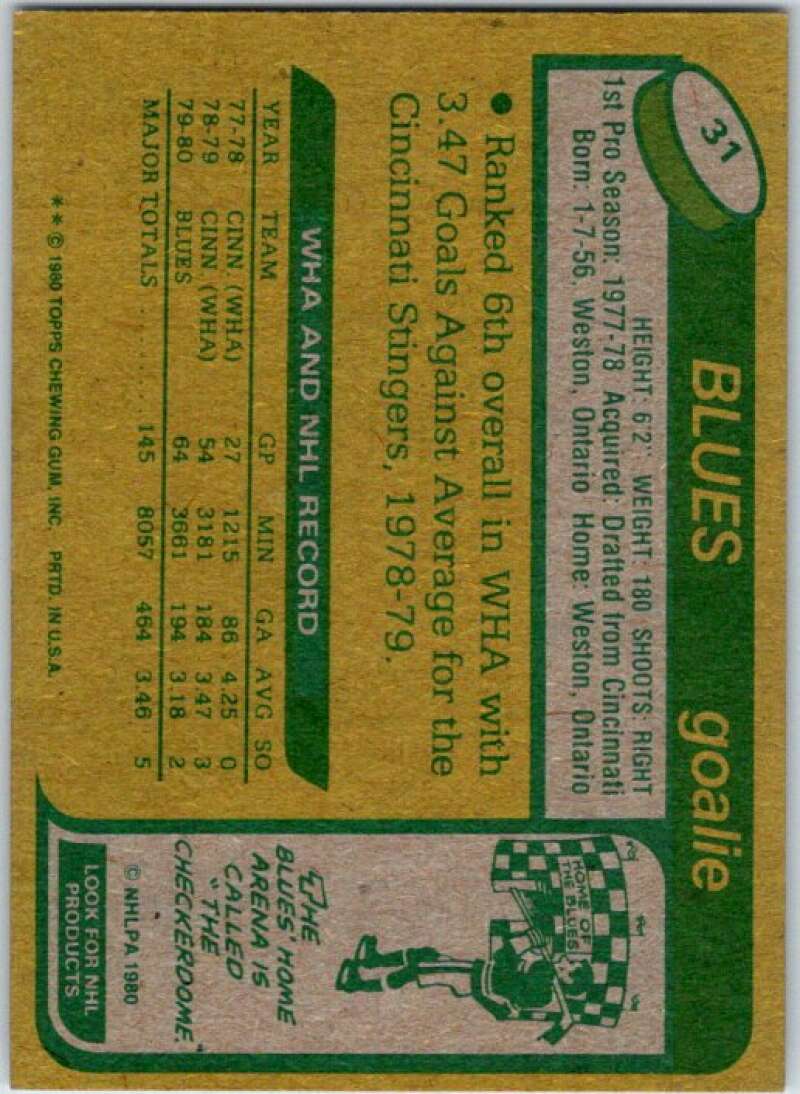 31
BLUES goalie
HEIGHT: 6'2" WEIGHT: 180 SHOOTS: RIGHT
1st Pro Season: 1977-78 Acquired: Drafted from Cincinnati
Born: 1-7-56, Weston, Ontario Home: Weston, Ontario
• Ranked 6th overall in WHA with
3.47 Goals Against Average for the
Cincinnati Stingers, 1978-79.
WHA AND NHL RECORD
YEAR TEAM GP MIN GA AVG SO
77-78 CINN (WHA) 27 1215 86 4.25 0
78-79 CINN (WHA) 54 3181 184 3.47 3
79-80 BLUES 64 3661 194 3.18 2
MAJOR TOTALS ........ 145 8057 464 3.46 5
**© 1980 TOPPS CHEWING GUM, INC. PRTD. IN U.S.A.
HOME OF
THE BLUES
THE
BLUES' HOME
ARENA IS
CALLED
"THE
CHECKERDOME."
© NHLPA 1980
LOOK FOR NHL
PRODUCTS